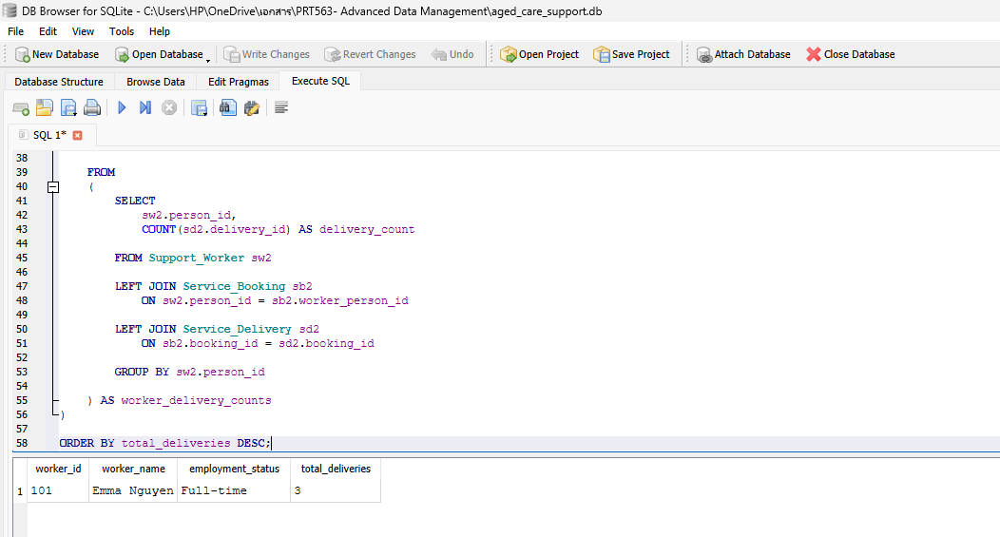 DB Browser for SQLite - C:\Users\HP\OneDrive\เอกสาร\PRT563- Advanced Data Management\aged_care_support.db
File Edit View Tools Help
New Database Open Database Write Changes Revert Changes Undo Open Project Save Project Attach Database Close Database
Database Structure Browse Data Edit Pragmas Execute SQL
SQL 1*
38
39 FROM
40 (
41 SELECT
42 sw2.person_id,
43 COUNT(sd2.delivery_id) AS delivery_count
44
45 FROM Support_Worker sw2
46
47 LEFT JOIN Service_Booking sb2
48 ON sw2.person_id = sb2.worker_person_id
49
50 LEFT JOIN Service_Delivery sd2
51 ON sb2.booking_id = sd2.booking_id
52
53 GROUP BY sw2.person_id
54
55 ) AS worker_delivery_counts
56 )
57
58 ORDER BY total_deliveries DESC;
worker_id worker_name employment_status total_deliveries
1 101 Emma Nguyen Full-time 3